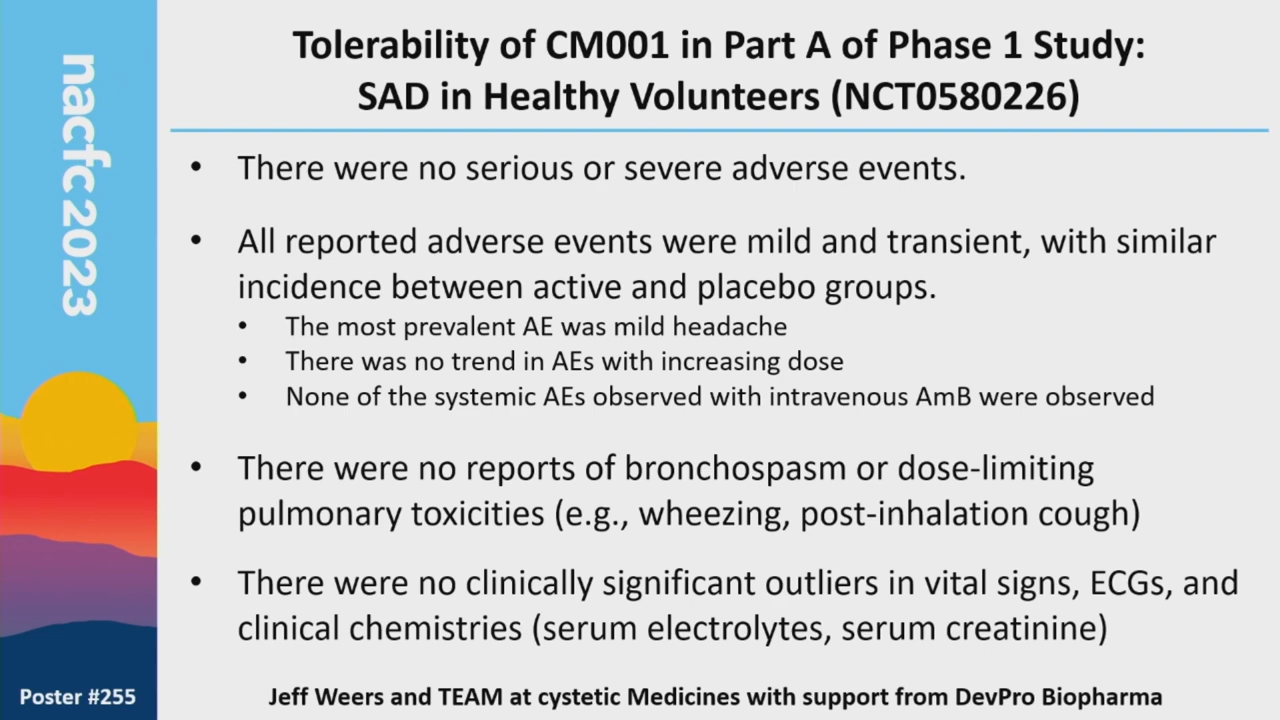 nacfc 2023
Tolerability of CM001 in Part A of Phase 1 Study:
SAD in Healthy Volunteers (NCT0580226)
• There were no serious or severe adverse events.
• All reported adverse events were mild and transient, with similar
incidence between active and placebo groups.
• The most prevalent AE was mild headache
• There was no trend in AEs with increasing dose
• None of the systemic AEs observed with intravenous AmB were observed
• There were no reports of bronchospasm or dose-limiting
pulmonary toxicities (e.g., wheezing, post-inhalation cough)
• There were no clinically significant outliers in vital signs, ECGs, and
clinical chemistries (serum electrolytes, serum creatinine)
Poster #255
Jeff Weers and TEAM at cystetic Medicines with support from DevPro Biopharma